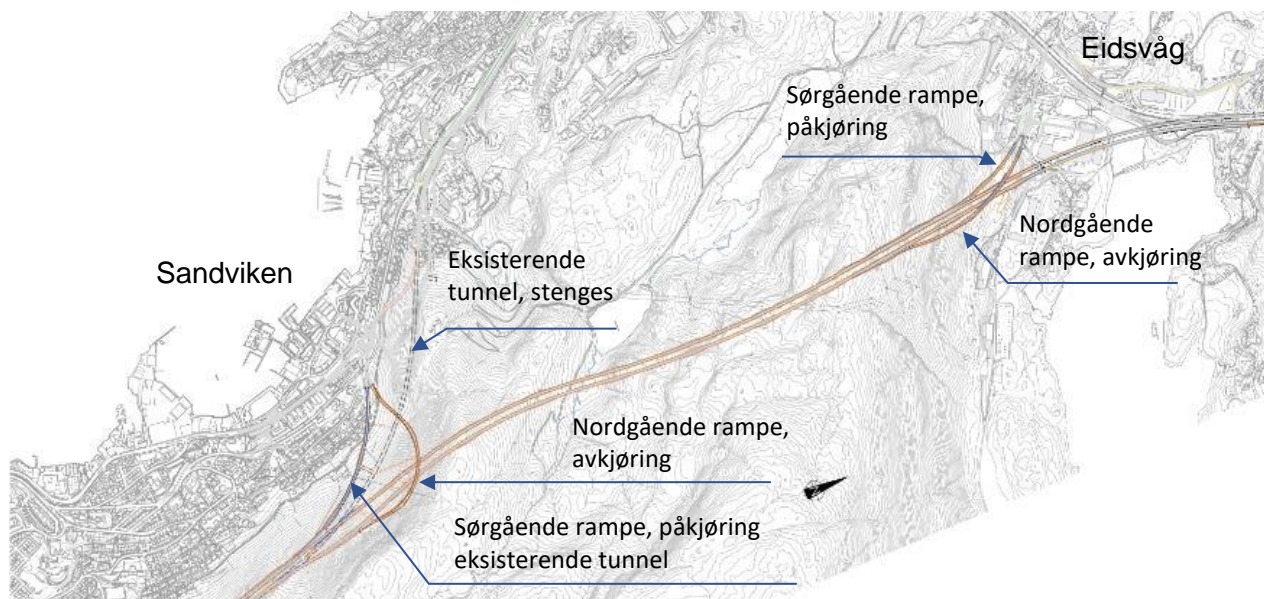 Eidsvåg
Sørgående rampe,
påkjøring
Nordgående
rampe, avkjøring
Sandviken
Eksisterende
tunnel, stenges
Nordgående rampe,
avkjøring
Sørgående rampe, påkjøring
eksisterende tunnel